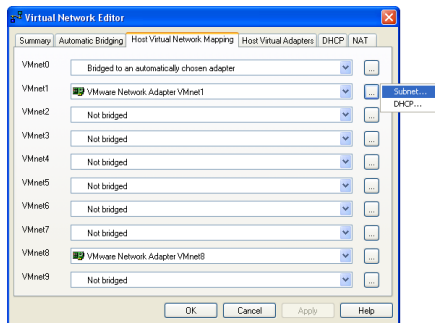 Virtual Network Editor
Summary Automatic Bridging Host Virtual Network Mapping Host Virtual Adapters DHCP NAT
VMnet0 Bridged to an automatically chosen adapter ...
VMnet1 VMware Network Adapter VMnet1 ... Subnet...
DHCP...
VMnet2 Not bridged ...
VMnet3 Not bridged ...
VMnet4 Not bridged ...
VMnet5 Not bridged ...
VMnet6 Not bridged ...
VMnet7 Not bridged ...
VMnet8 VMware Network Adapter VMnet8 ...
VMnet9 Not bridged ...
OK Cancel Apply Help